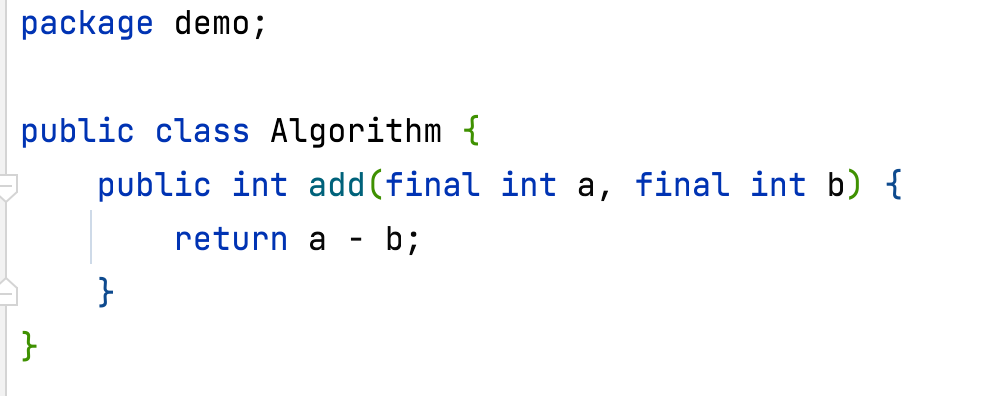 package demo;
public class Algorithm {
public int add(final int a, final int b) {
return a - b;
}
}